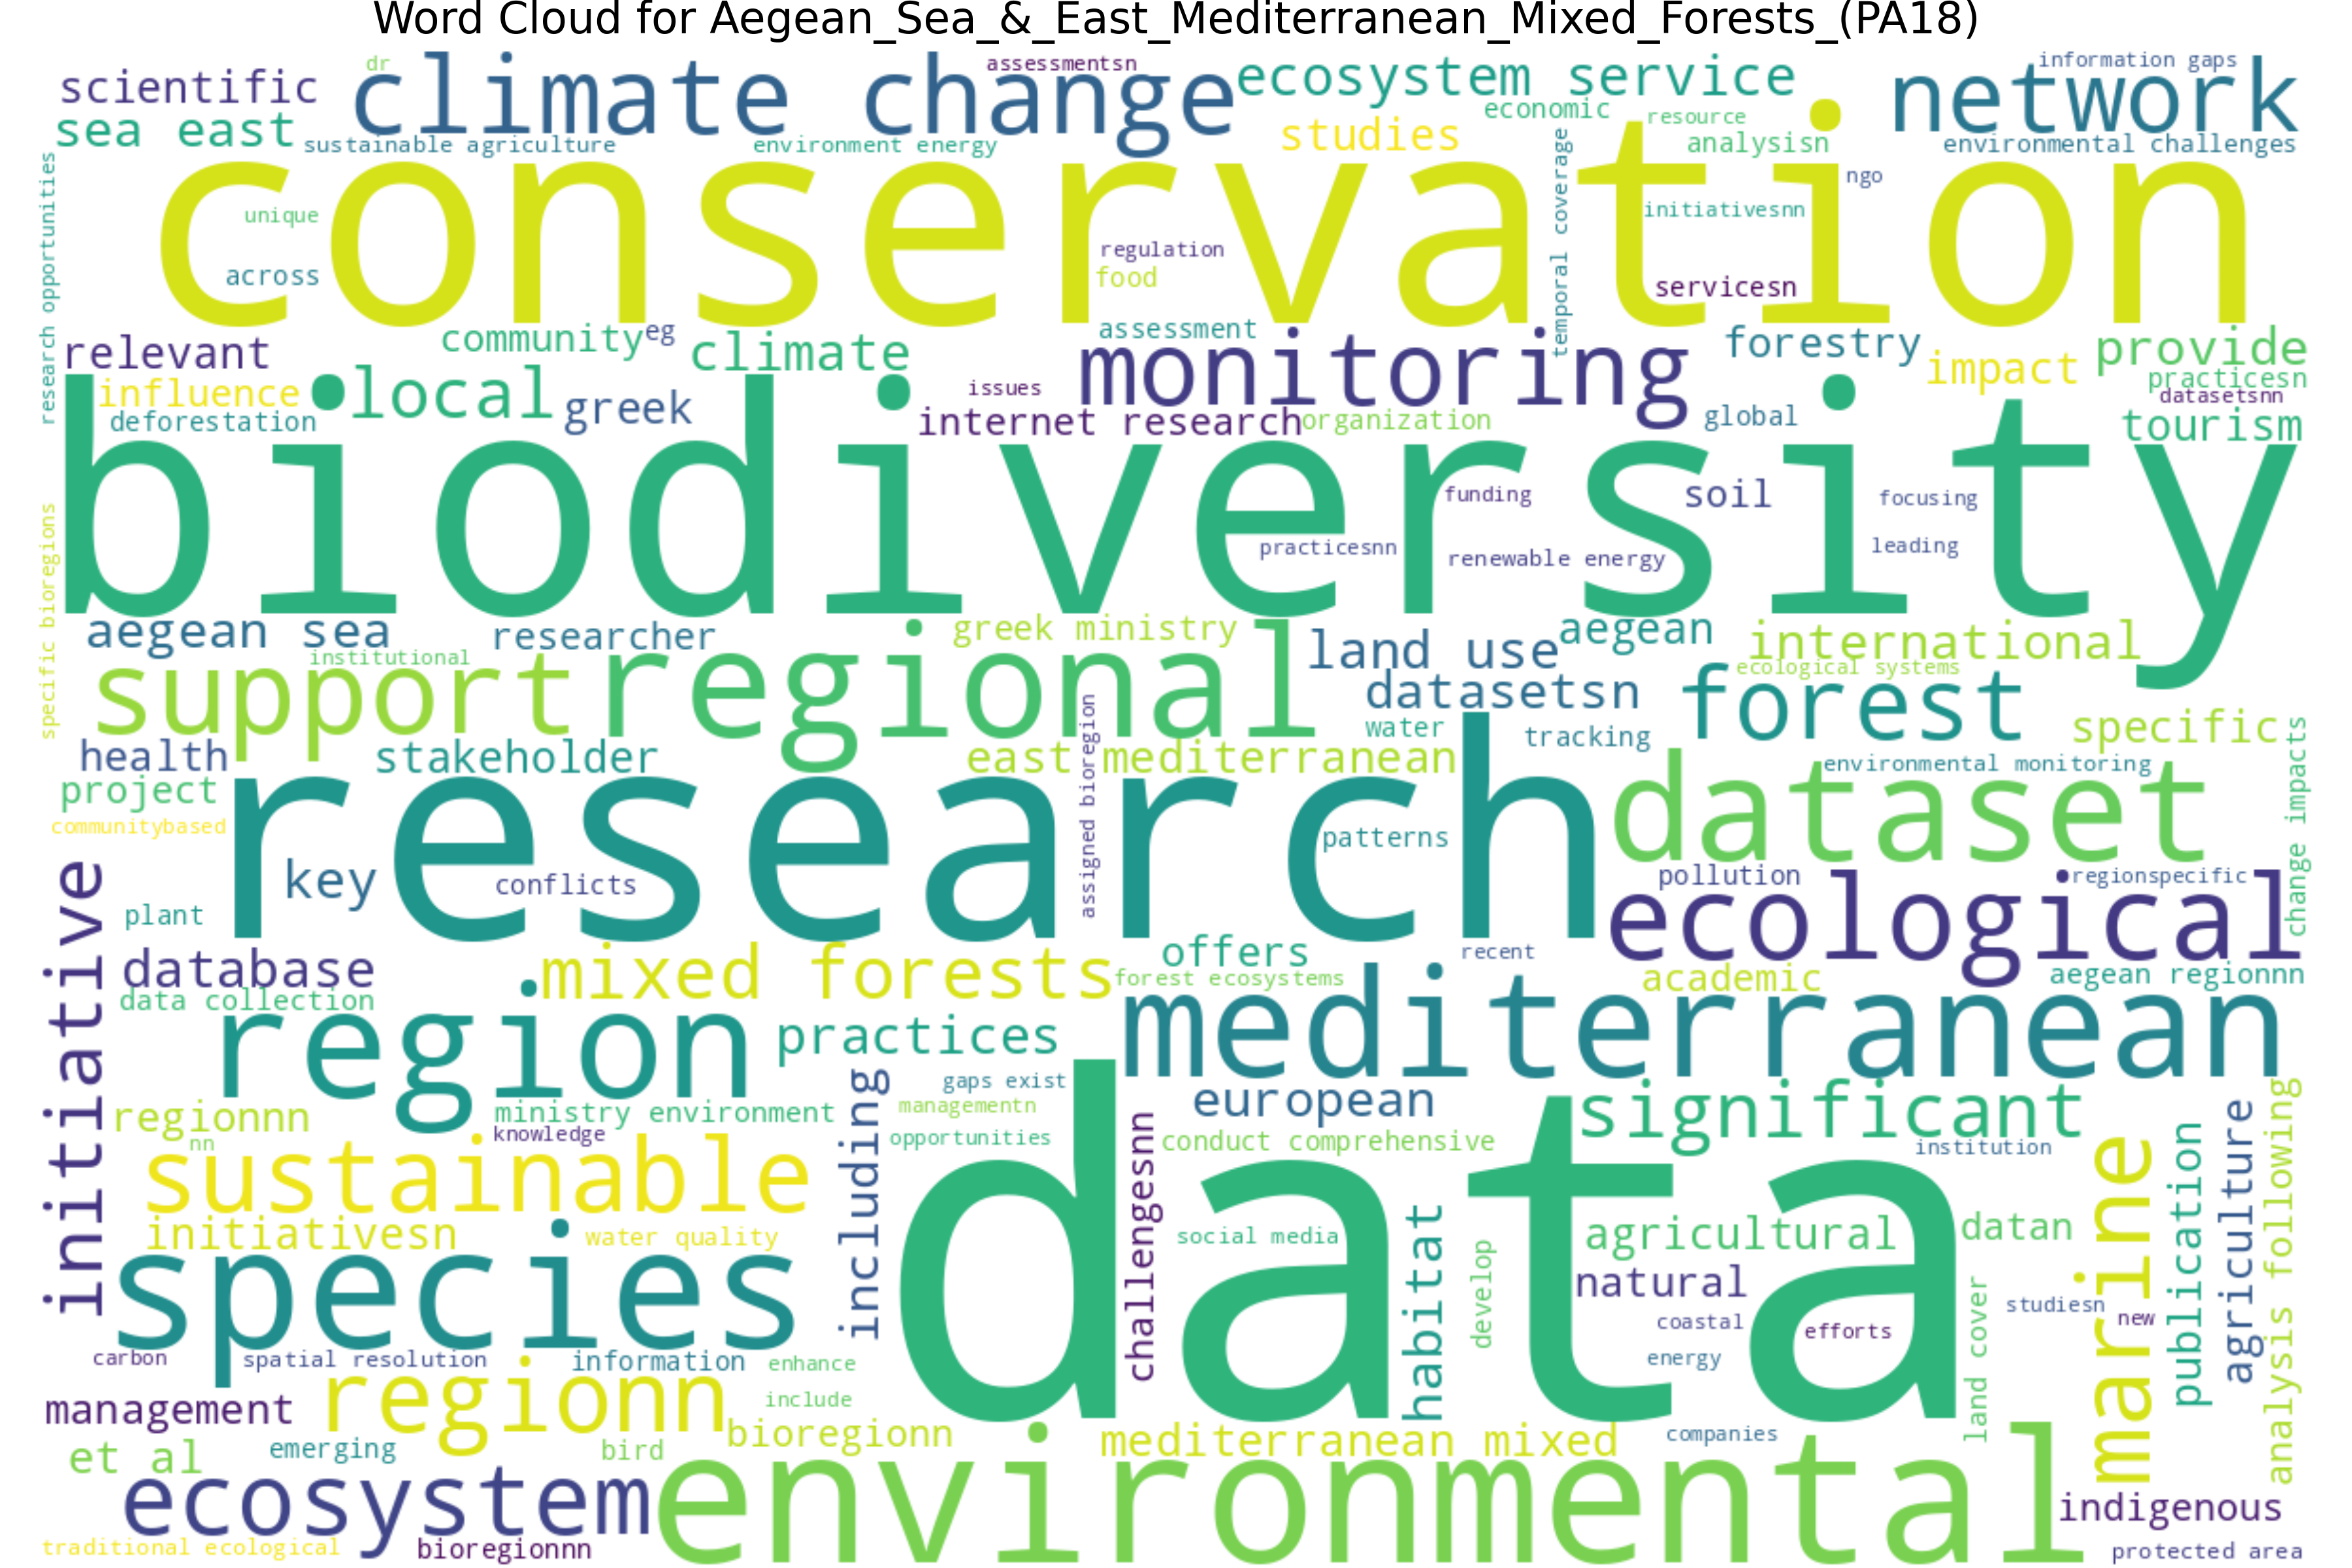 Word Cloud for Aegean_Sea_&_East_Mediterranean_Mixed_Forests_(PA18)
scientific
dr
climate change
assessmentsn
ecosystem service
information gaps
network
sea east
sustainable agriculture
environment energy
studies
economic
resource
analysisn
environmental challenges
research opportunities
conservation
unique
across
regulation
food
temporal coverage
ngo
initiativesnn
servicesn
relevant
community
eg
climate
assessment
monitoring
forestry
impact
provide
practicesn
datasetsnn
influence
local
greek
deforestation
issues
internet research
organization
global
tourism
biodiversity
funding
soil
focusing
practicesnn
renewable energy
leading
specific bioregions
aegean sea
researcher
greek ministry
land use
aegean
international
institutional
support
regional
datasetsn
ecological systems
forest
water
tracking
specific
health
stakeholder
east mediterranean
assigned bioregion
environmental monitoring
change impacts
project
communitybased
research
dataset
patterns
key
conflicts
pollution
regionspecific
initiative
plant
ecological
database
mixed forests
offers
recent
data collection
forest ecosystems
academic
aegean regionnn
region
practices
mediterranean
including
gaps exist
managementn
european
significant
regionnn
ministry environment
nn
knowledge
opportunities
challengesnn
conduct comprehensive
institution
sustainable
data
marine
publication
agriculture
analysis following
initiativesn
water quality
social media
habitat
develop
agricultural
datan
species
natural
coastal
efforts
energy
land cover
studiesn
new
carbon
spatial resolution
information
enhance
management
regionn
include
et al
emerging
bird
bioregionn
mediterranean mixed
companies
ecosystem
environmental
indigenous
traditional ecological
bioregionnn
protected area